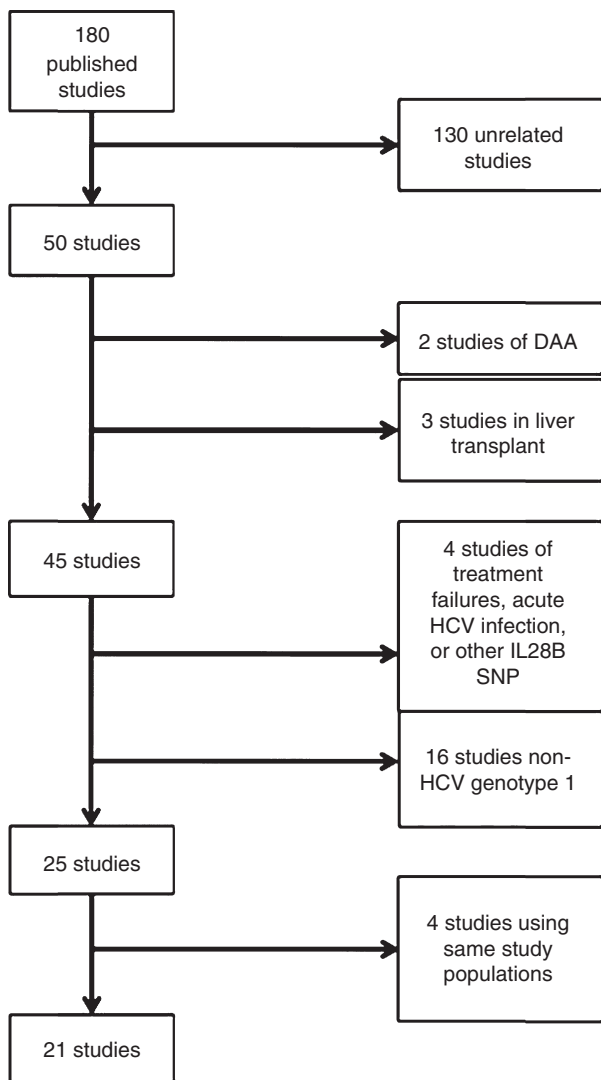 180
published
studies
130 unrelated
studies
50 studies
2 studies of DAA
3 studies in liver
transplant
45 studies
4 studies of
treatment
failures, acute
HCV infection,
or other IL28B
SNP
16 studies non-
HCV genotype 1
25 studies
4 studies using
same study
populations
21 studies